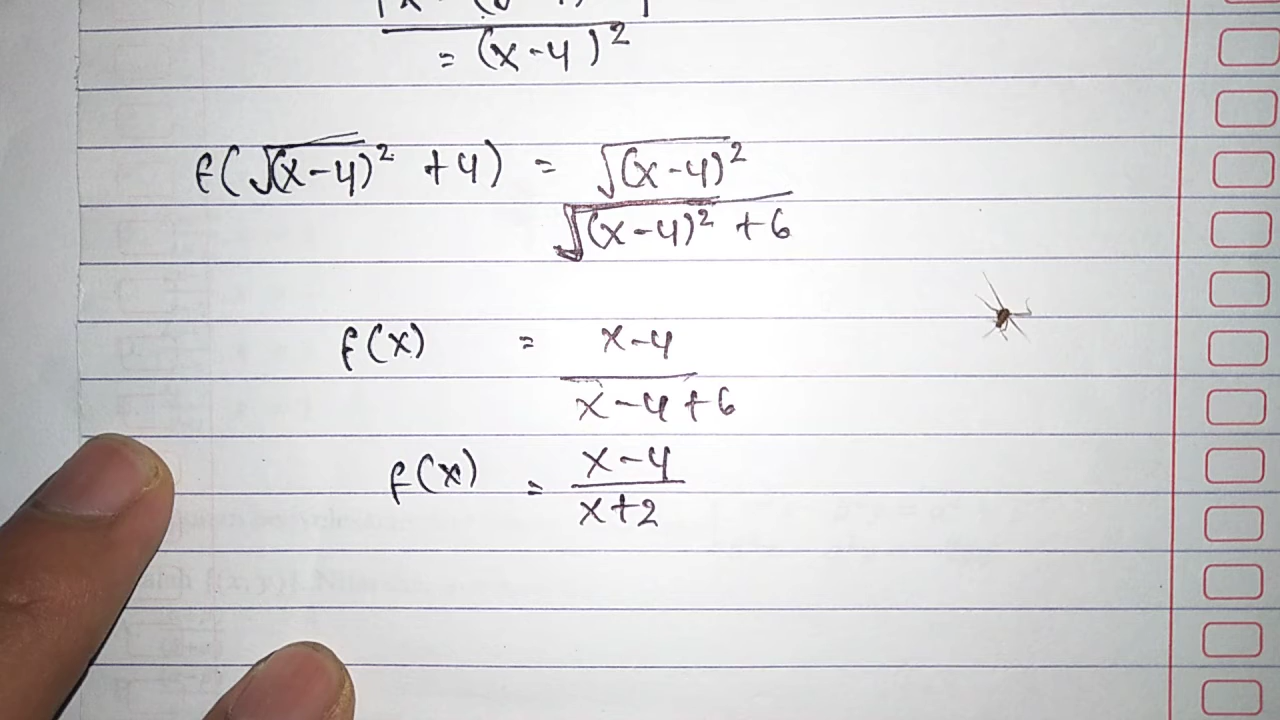 = (x-4)²
f(√(x-4)² + 4) = √(x-4)²
√(x-4)² + 6
f(x) = x-4
x-4+6
f(x) = x-4
x+2